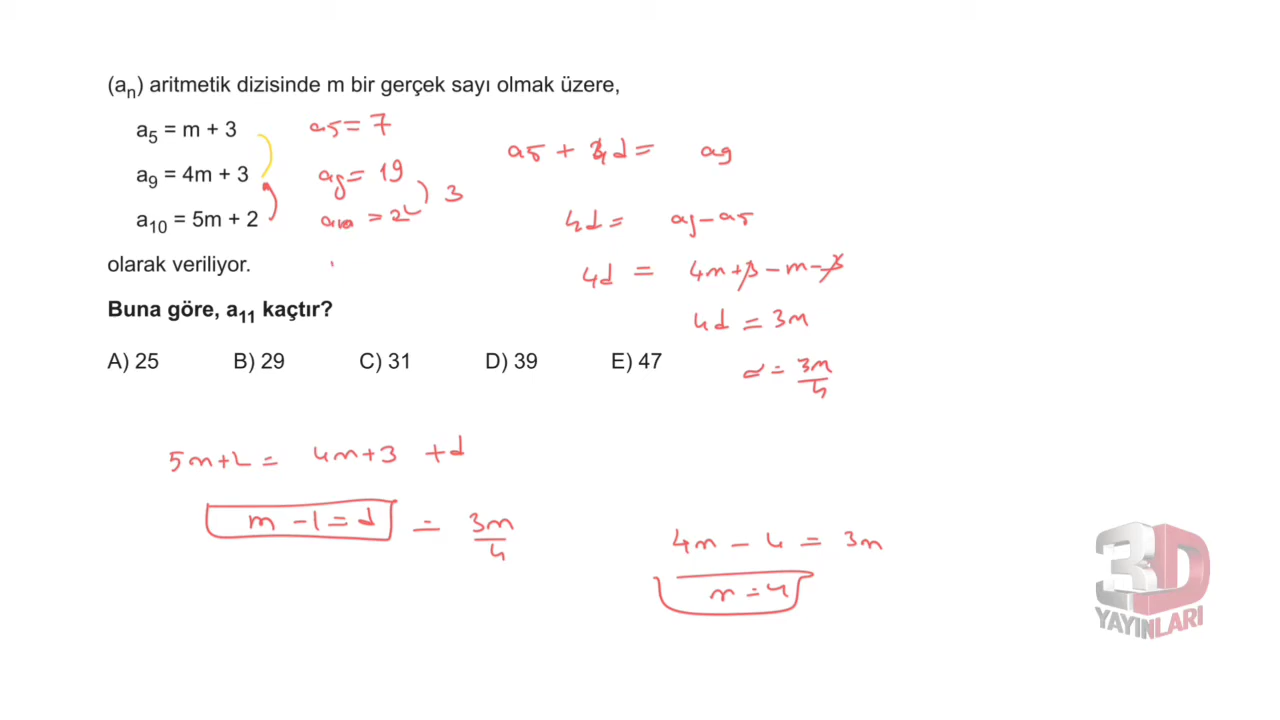 (aₙ) aritmetik dizisinde m bir gerçek sayı olmak üzere,
a₅ = m + 3
a₉ = 4m + 3
a₁₀ = 5m + 2
olarak veriliyor.
Buna göre, a₁₁ kaçtır?
A) 25 B) 29 C) 31 D) 39 E) 47
a5 = 7
a9 = 19
a10 = 22
3
a5 + 4d = a9
4d = a9 - a5
4d = 4m + 3 - m - 3
4d = 3m
d = 3m/4
5m + 2 = 4m + 3 + d
m - 1 = d = 3m/4
4m - 4 = 3m
m = 4
3D
YAYINLARI